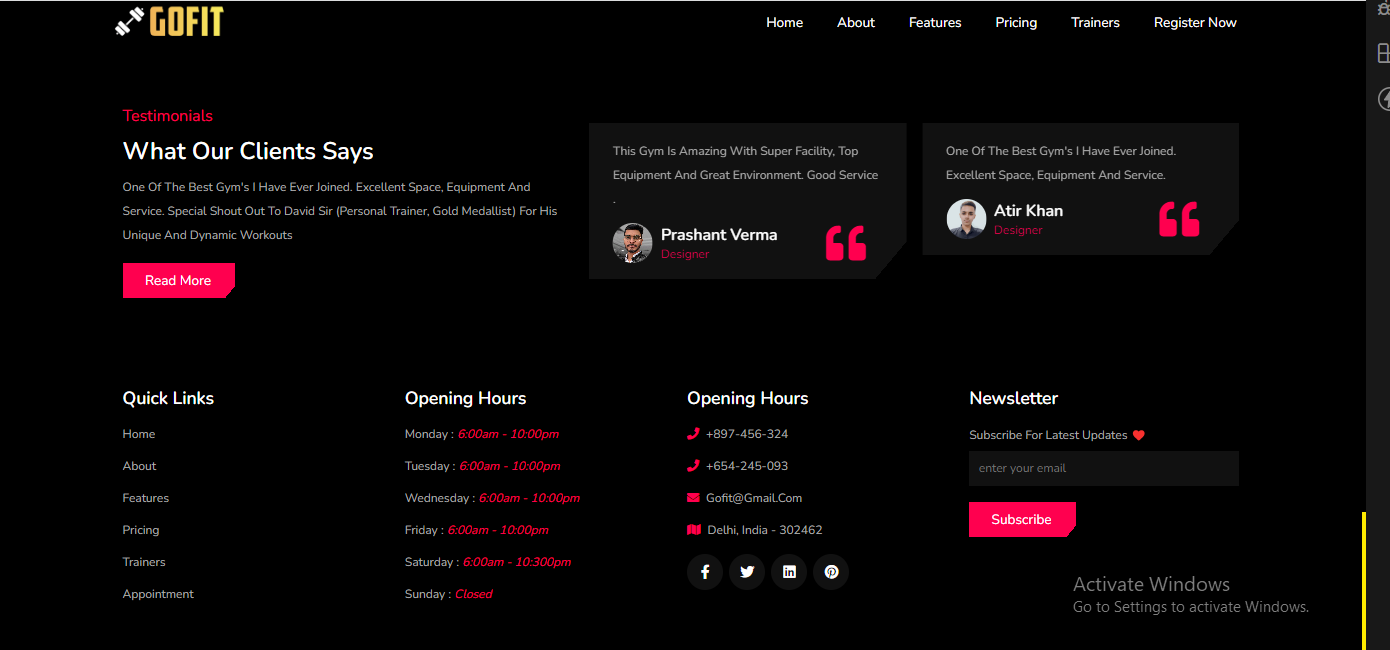 GOFIT
Home About Features Pricing Trainers Register Now
Testimonials
What Our Clients Says
One Of The Best Gym's I Have Ever Joined. Excellent Space, Equipment And
Service. Special Shout Out To David Sir (Personal Trainer, Gold Medallist) For His
Unique And Dynamic Workouts
Read More
This Gym Is Amazing With Super Facility, Top
Equipment And Great Environment. Good Service
.
Prashant Verma
Designer
One Of The Best Gym's I Have Ever Joined.
Excellent Space, Equipment And Service.
Atir Khan
Designer
Quick Links
Home
About
Features
Pricing
Trainers
Appointment
Opening Hours
Monday : 6:00am - 10:00pm
Tuesday : 6:00am - 10:00pm
Wednesday : 6:00am - 10:00pm
Friday : 6:00am - 10:00pm
Saturday : 6:00am - 10:300pm
Sunday : Closed
Opening Hours
+897-456-324
+654-245-093
Gofit@Gmail.Com
Delhi, India - 302462
Newsletter
Subscribe For Latest Updates
enter your email
Subscribe
Activate Windows
Go to Settings to activate Windows.